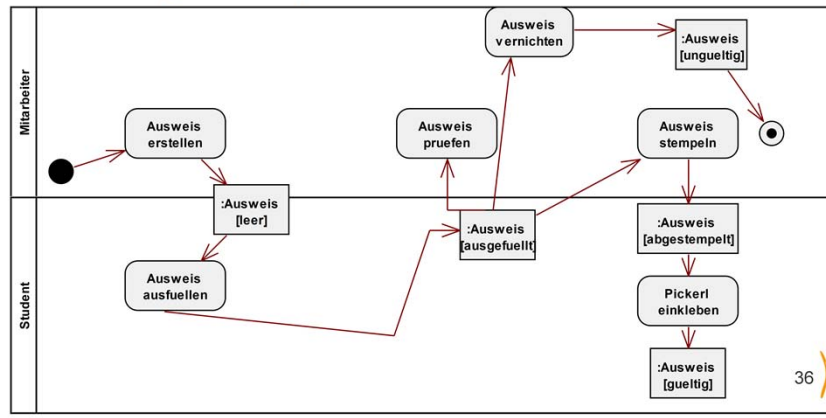 Mitarbeiter
Ausweis
vernichten
:Ausweis
[ungueltig]
Ausweis
erstellen
Ausweis
pruefen
Ausweis
stempeln
:Ausweis
[leer]
Student
:Ausweis
[ausgefuellt]
:Ausweis
[abgestempelt]
Ausweis
ausfuellen
Pickerl
einkleben
:Ausweis
[gueltig]
36